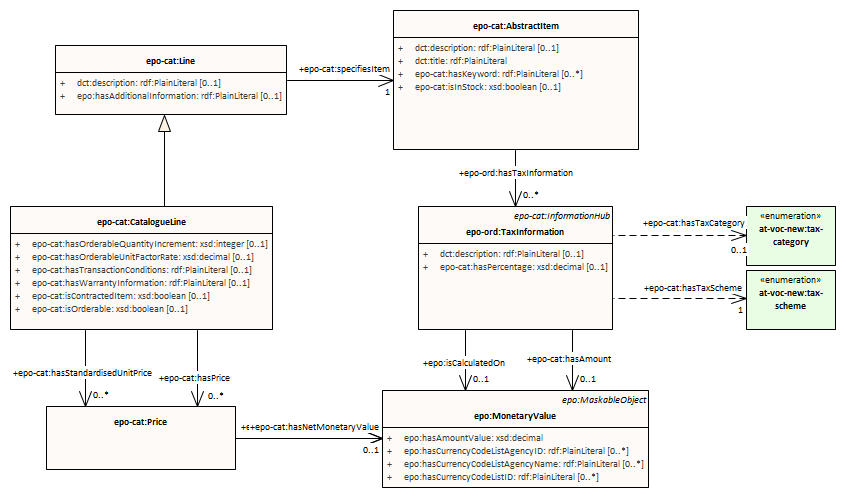 epo-cat:AbstractItem
+ dct:description: rdf:PlainLiteral [0..1]
+ dct:title: rdf:PlainLiteral
+ epo-cat:hasKeyword: rdf:PlainLiteral [0..*]
+ epo-cat:isInStock: xsd:boolean [0..1]
epo-cat:Line
+ dct:description: rdf:PlainLiteral [0..1]
+ epo:hasAdditionalInformation: rdf:PlainLiteral [0..1]
+epo-cat:specifiesItem
1
+epo-ord:hasTaxInformation
0..*
epo-cat:CatalogueLine
+ epo-cat:hasOrderableQuantityIncrement: xsd:integer [0..1]
+ epo-cat:hasOrderableUnitFactorRate: xsd:decimal [0..1]
+ epo-cat:hasTransactionConditions: rdf:PlainLiteral [0..1]
+ epo-cat:hasWarrantyInformation: rdf:PlainLiteral [0..1]
+ epo-cat:isContractedItem: xsd:boolean [0..1]
+ epo-cat:isOrderable: xsd:boolean [0..1]
epo-cat:InformationHub
epo-ord:TaxInformation
+ dct:description: rdf:PlainLiteral [0..1]
+ epo-cat:hasPercentage: xsd:decimal [0..1]
+epo-cat:hasTaxCategory
0..1
«enumeration»
at-voc-new:tax-
category
+epo-cat:hasTaxScheme
1
«enumeration»
at-voc-new:tax-
scheme
+epo-cat:hasStandardisedUnitPrice
0..*
+epo-cat:hasPrice
0..*
+epo:isCalculatedOn
0..1
+epo-cat:hasAmount
0..1
epo-cat:Price
+epo-cat:hasNetMonetaryValue
0..1
epo:MaskableObject
epo:MonetaryValue
+ epo:hasAmountValue: xsd:decimal
+ epo:hasCurrencyCodeListAgencyID: rdf:PlainLiteral [0..*]
+ epo:hasCurrencyCodeListAgencyName: rdf:PlainLiteral [0..*]
+ epo:hasCurrencyCodeListID: rdf:PlainLiteral [0..*]